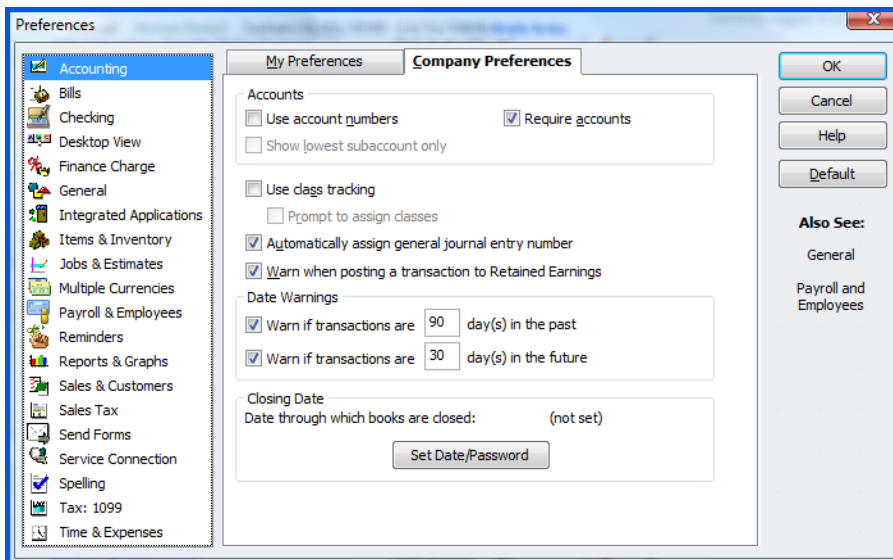 Preferences
Accounting
Bills
Checking
Desktop View
Finance Charge
General
Integrated Applications
Items & Inventory
Jobs & Estimates
Multiple Currencies
Payroll & Employees
Reminders
Reports & Graphs
Sales & Customers
Sales Tax
Send Forms
Service Connection
Spelling
Tax: 1099
Time & Expenses
My Preferences
Company Preferences
Accounts
Use account numbers
Require accounts
Show lowest subaccount only
Use class tracking
Prompt to assign classes
Automatically assign general journal entry number
Warn when posting a transaction to Retained Earnings
Date Warnings
Warn if transactions are 90 day(s) in the past
Warn if transactions are 30 day(s) in the future
Closing Date
Date through which books are closed: (not set)
Set Date/Password
OK
Cancel
Help
Default
Also See:
General
Payroll and
Employees